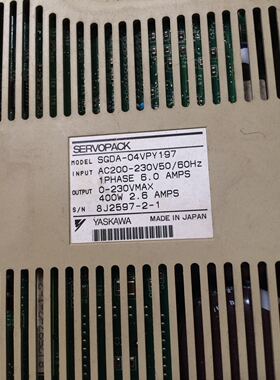 SERVOPACK
MODEL SGDA-04VPY197
INPUT AC200-230V50/60Hz
1PHASE 6.0 AMPS
OUTPUT 0-230VMAX
400W 2.6 AMPS
S/N 8J2597-2-1
YASKAWA MADE IN JAPAN